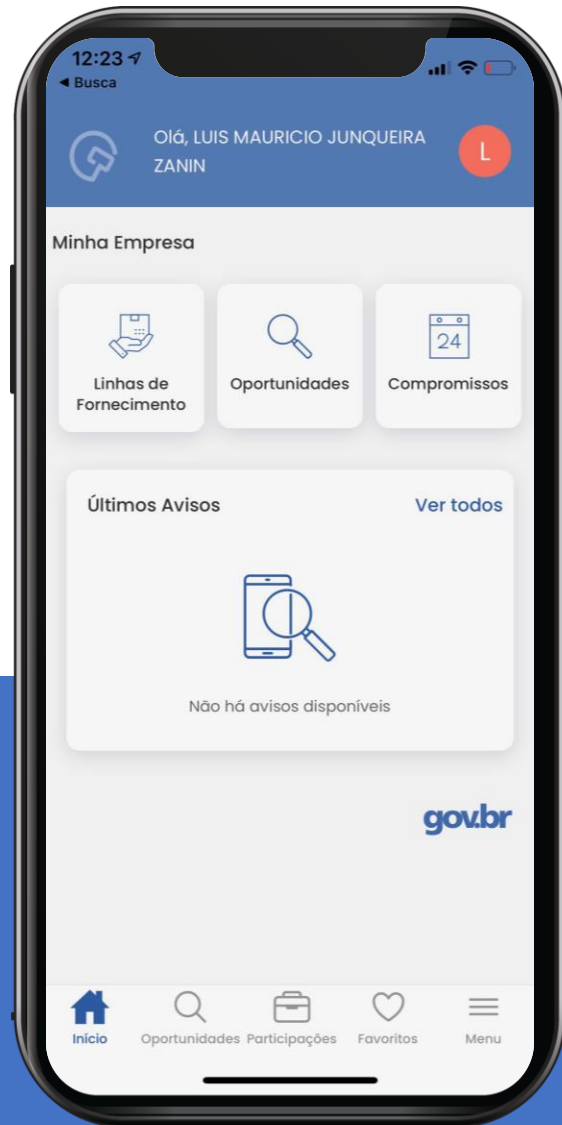 12:23
◀ Busca
Olá, LUIS MAURICIO JUNQUEIRA
ZANIN
L
Minha Empresa
24
Linhas de
Fornecimento
Oportunidades
Compromissos
Últimos Avisos
Ver todos
Não há avisos disponíveis
gov.br
Início
Oportunidades
Participações
Favoritos
Menu